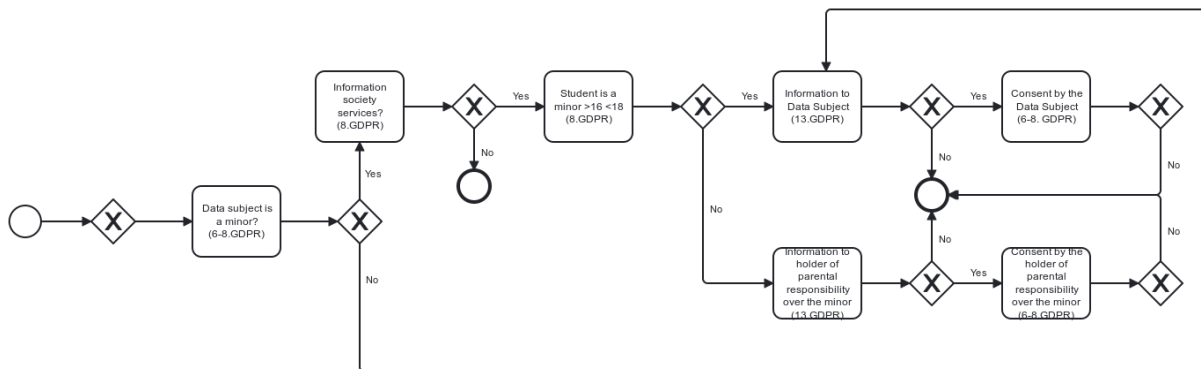 Data subject is
a minor?
(6-8.GDPR)
Yes
No
Information
society
services?
(8.GDPR)
Yes
No
Student is a
minor >16 <18
(8.GDPR)
Yes
No
Information to
Data Subject
(13.GDPR)
Yes
No
Consent by the
Data Subject
(6-8. GDPR)
No
Information to
holder of
parental
responsibility
over the minor
(13.GDPR)
No
Yes
Consent by the
holder of
parental
responsibility
over the minor
(6-8.GDPR)
No